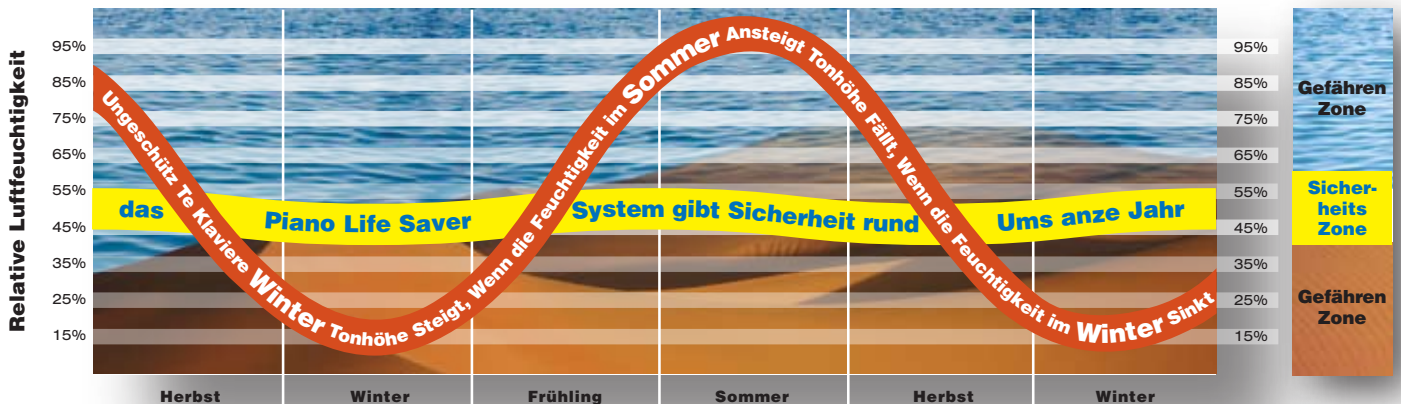 Relative Luftfeuchtigkeit
95%
85%
75%
65%
55%
45%
35%
25%
15%
Ungeschütz Te Klaviere Winter Tonhöhe Steigt, Wenn die Feuchtigkeit im Sommer Ansteigt Tonhöhe Fällt, Wenn die Feuchtigkeit im Winter Sinkt
das Piano Life Saver System gibt Sicherheit rund Ums anze Jahr
95%
85%
75%
65%
55%
45%
35%
25%
15%
Gefähren
Zone
Sicher-
heits
Zone
Gefähren
Zone
Herbst Winter Frühling Sommer Herbst Winter